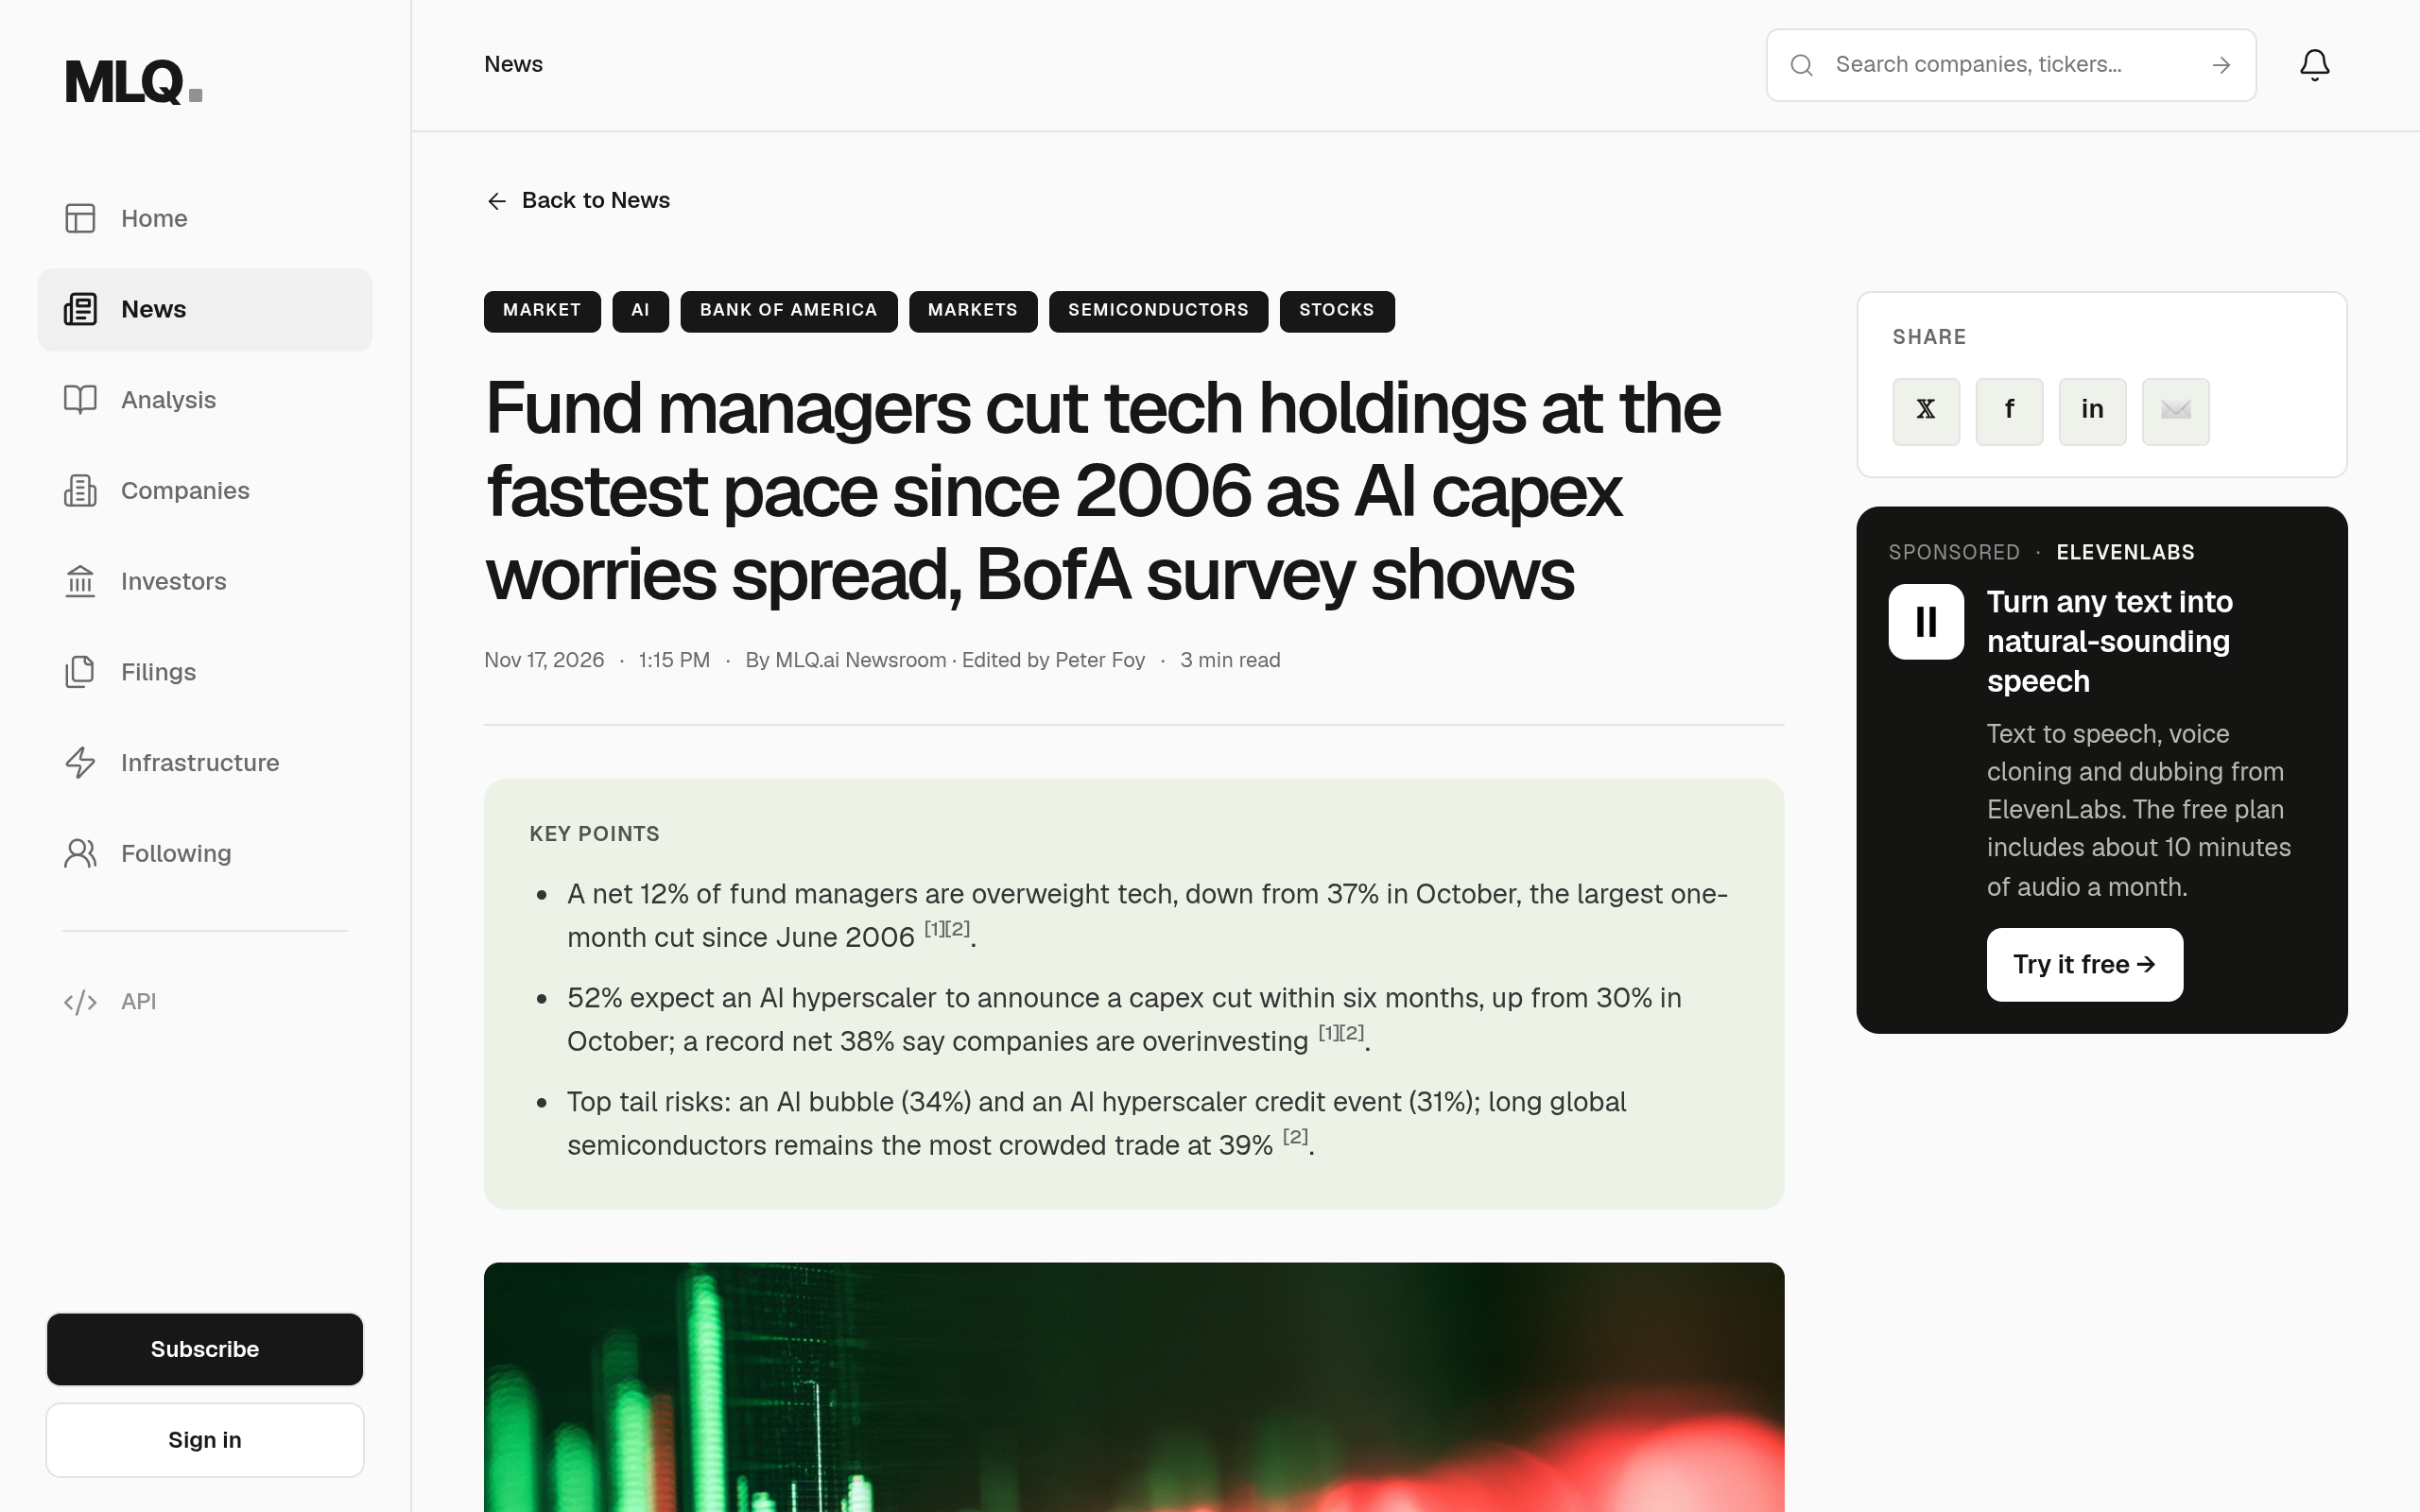 MLQ.
Home
News
Analysis
Companies
Investors
Filings
Infrastructure
Following
API
Subscribe
Sign in
News
Search companies, tickers...
Back to News
MARKET AI BANK OF AMERICA MARKETS SEMICONDUCTORS STOCKS
Fund managers cut tech holdings at the
fastest pace since 2006 as AI capex
worries spread, BofA survey shows
Nov 17, 2026 · 1:15 PM · By MLQ.ai Newsroom · Edited by Peter Foy · 3 min read
KEY POINTS
• A net 12% of fund managers are overweight tech, down from 37% in October, the largest one-
month cut since June 2006 [1][2].
• 52% expect an AI hyperscaler to announce a capex cut within six months, up from 30% in
October; a record net 38% say companies are overinvesting [1][2].
• Top tail risks: an AI bubble (34%) and an AI hyperscaler credit event (31%); long global
semiconductors remains the most crowded trade at 39% [2].
SHARE
𝕏 f in
SPONSORED · ELEVENLABS
Turn any text into
natural-sounding
speech
Text to speech, voice
cloning and dubbing from
ElevenLabs. The free plan
includes about 10 minutes
of audio a month.
Try it free →